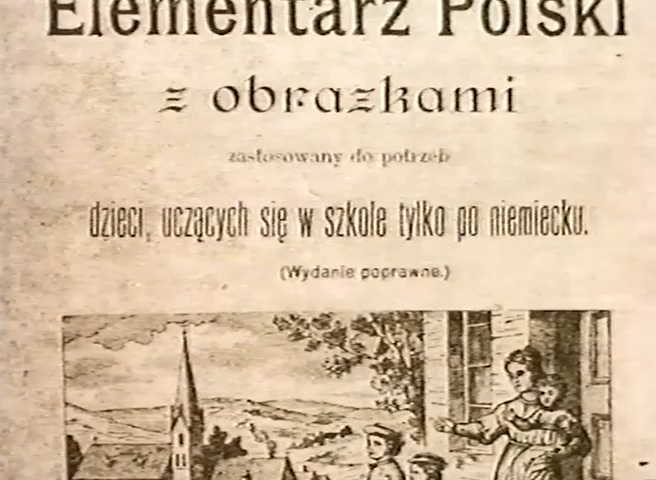 Elementarz Polski
z obrazkami
zastosowany do potrzeb
dzieci, uczących się w szkole tylko po niemiecku.
(Wydanie poprawne.)